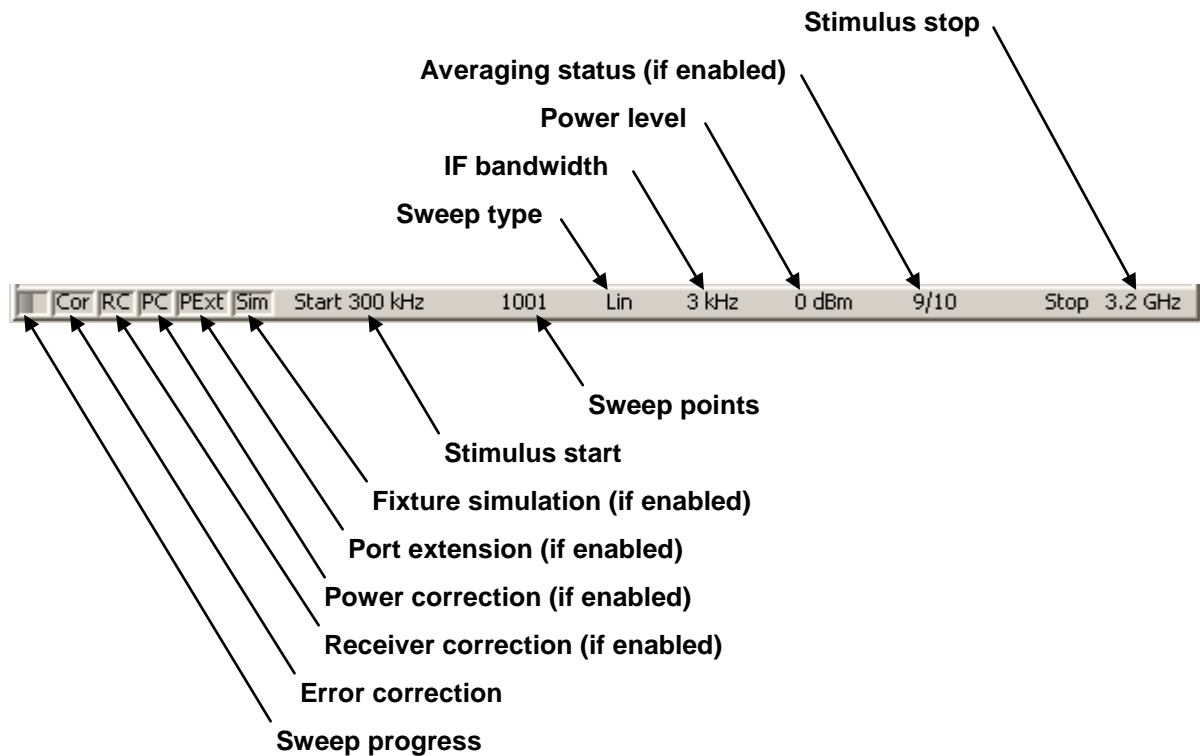 Stimulus stop
Averaging status (if enabled)
Power level
IF bandwidth
Sweep type
Cor RC PC PExt Sim Start 300 kHz 1001 Lin 3 kHz 0 dBm 9/10 Stop 3.2 GHz
Sweep points
Stimulus start
Fixture simulation (if enabled)
Port extension (if enabled)
Power correction (if enabled)
Receiver correction (if enabled)
Error correction
Sweep progress